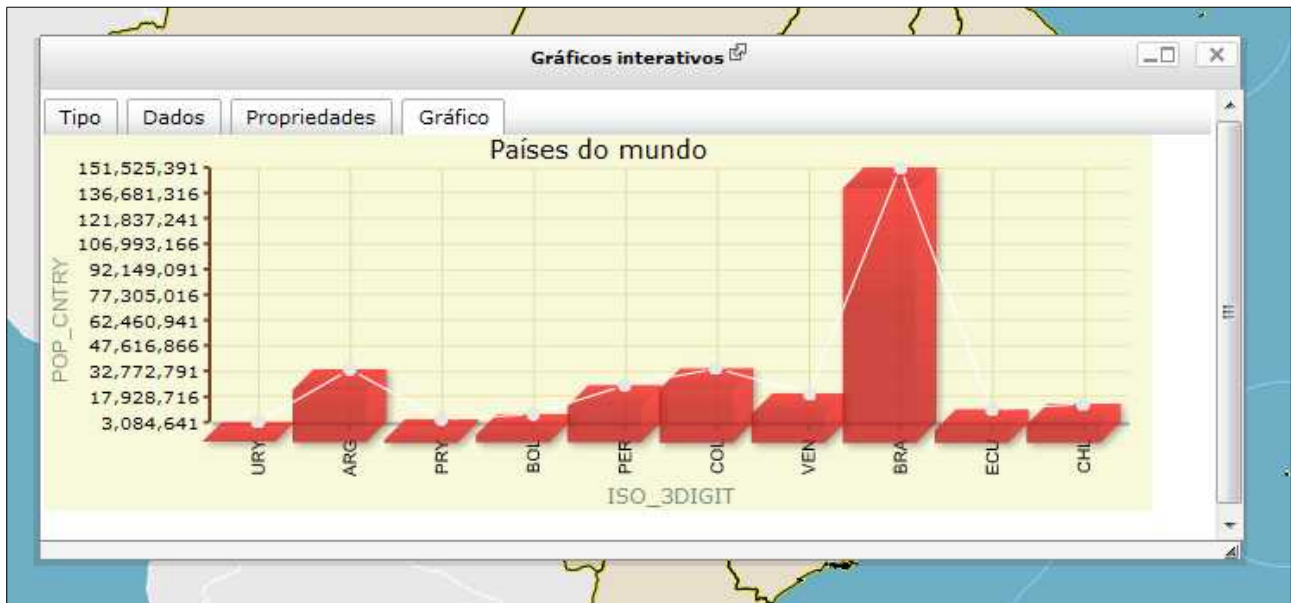 Gráficos interativos
Tipo Dados Propriedades Gráfico
Países do mundo
151,525,391
136,681,316
121,837,241
106,993,166
92,149,091
77,305,016
62,460,941
47,616,866
32,772,791
17,928,716
3,084,641
POP_CNTRY
URY ARG PRY BOL PER COL VEN BRA ECU CHL
ISO_3DIGIT